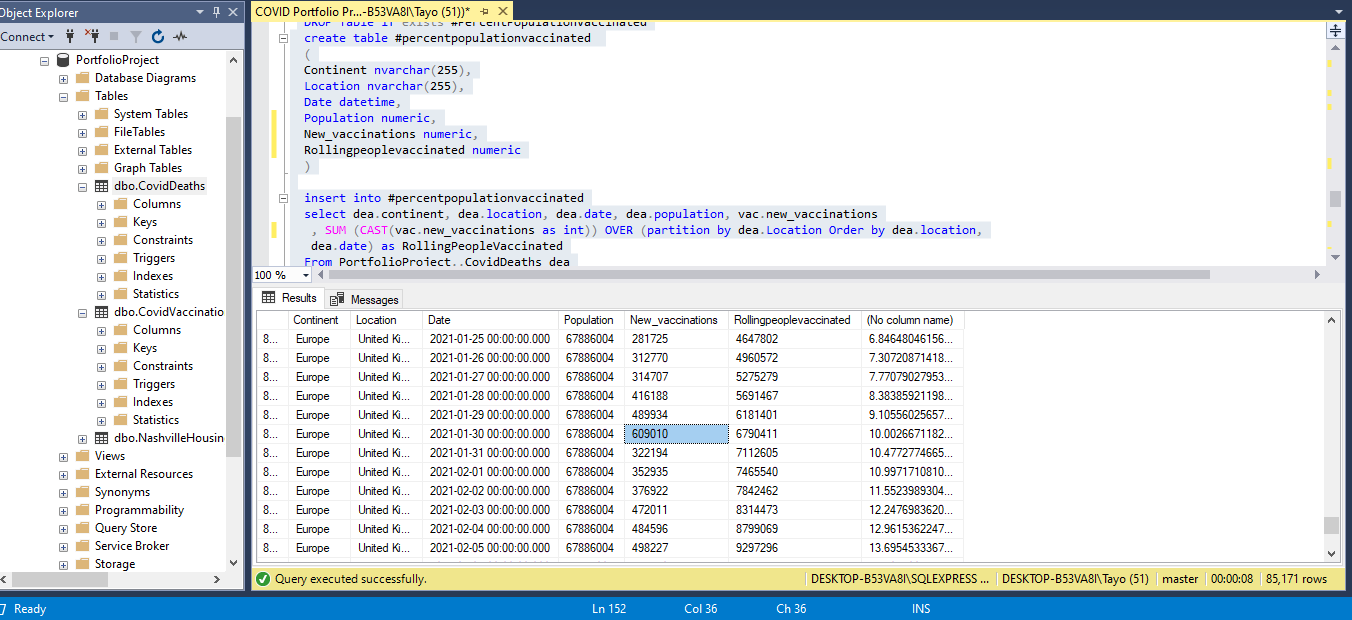 Object Explorer
Connect
PortfolioProject
Database Diagrams
Tables
System Tables
FileTables
External Tables
Graph Tables
dbo.CovidDeaths
Columns
Keys
Constraints
Triggers
Indexes
Statistics
dbo.CovidVaccinatio
Columns
Keys
Constraints
Triggers
Indexes
Statistics
dbo.NashvilleHousin
Views
External Resources
Synonyms
Programmability
Query Store
Service Broker
Storage
COVID Portfolio Pr...-B53VA8I\Tayo (51))*
DROP Table if exists #PercentPopulationVaccinated
create table #percentpopulationvaccinated
(
Continent nvarchar(255),
Location nvarchar(255),
Date datetime,
Population numeric,
New_vaccinations numeric,
Rollingpeoplevaccinated numeric
)
insert into #percentpopulationvaccinated
select dea.continent, dea.location, dea.date, dea.population, vac.new_vaccinations
, SUM (CAST(vac.new_vaccinations as int)) OVER (partition by dea.Location Order by dea.location,
dea.date) as RollingPeopleVaccinated
From PortfolioProject..CovidDeaths dea
100 %
Results Messages
Continent Location Date Population New_vaccinations Rollingpeoplevaccinated (No column name)
8... Europe United Ki... 2021-01-25 00:00:00.000 67886004 281725 4647802 6.84648046156...
8... Europe United Ki... 2021-01-26 00:00:00.000 67886004 312770 4960572 7.30720871418...
8... Europe United Ki... 2021-01-27 00:00:00.000 67886004 314707 5275279 7.77079027953...
8... Europe United Ki... 2021-01-28 00:00:00.000 67886004 416188 5691467 8.38385921198...
8... Europe United Ki... 2021-01-29 00:00:00.000 67886004 489934 6181401 9.10556025657...
8... Europe United Ki... 2021-01-30 00:00:00.000 67886004 609010 6790411 10.0026671182...
8... Europe United Ki... 2021-01-31 00:00:00.000 67886004 322194 7112605 10.4772774665...
8... Europe United Ki... 2021-02-01 00:00:00.000 67886004 352935 7465540 10.9971710810...
8... Europe United Ki... 2021-02-02 00:00:00.000 67886004 376922 7842462 11.5523989304...
8... Europe United Ki... 2021-02-03 00:00:00.000 67886004 472011 8314473 12.2476983620...
8... Europe United Ki... 2021-02-04 00:00:00.000 67886004 484596 8799069 12.9615362247...
8... Europe United Ki... 2021-02-05 00:00:00.000 67886004 498227 9297296 13.6954533367...
Query executed successfully.
DESKTOP-B53VA8I\SQLEXPRESS ... DESKTOP-B53VA8I\Tayo (51) master 00:00:08 85,171 rows
Ready Ln 152 Col 36 Ch 36 INS